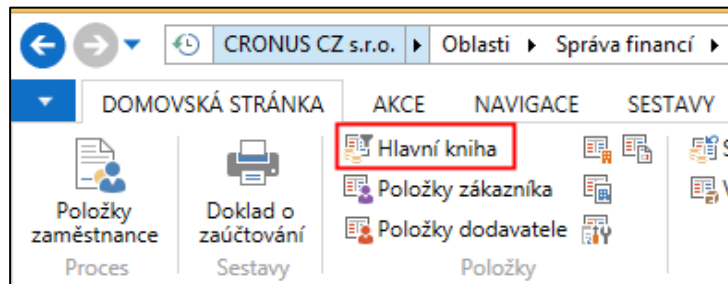 CRONUS CZ s.r.o. Oblasti Správa financí
DOMOVSKÁ STRÁNKA AKCE NAVIGACE SESTAVY
Položky zaměstnance
Doklad o zaúčtování
Hlavní kniha
Položky zákazníka
Položky dodavatele
Proces Sestavy Položky